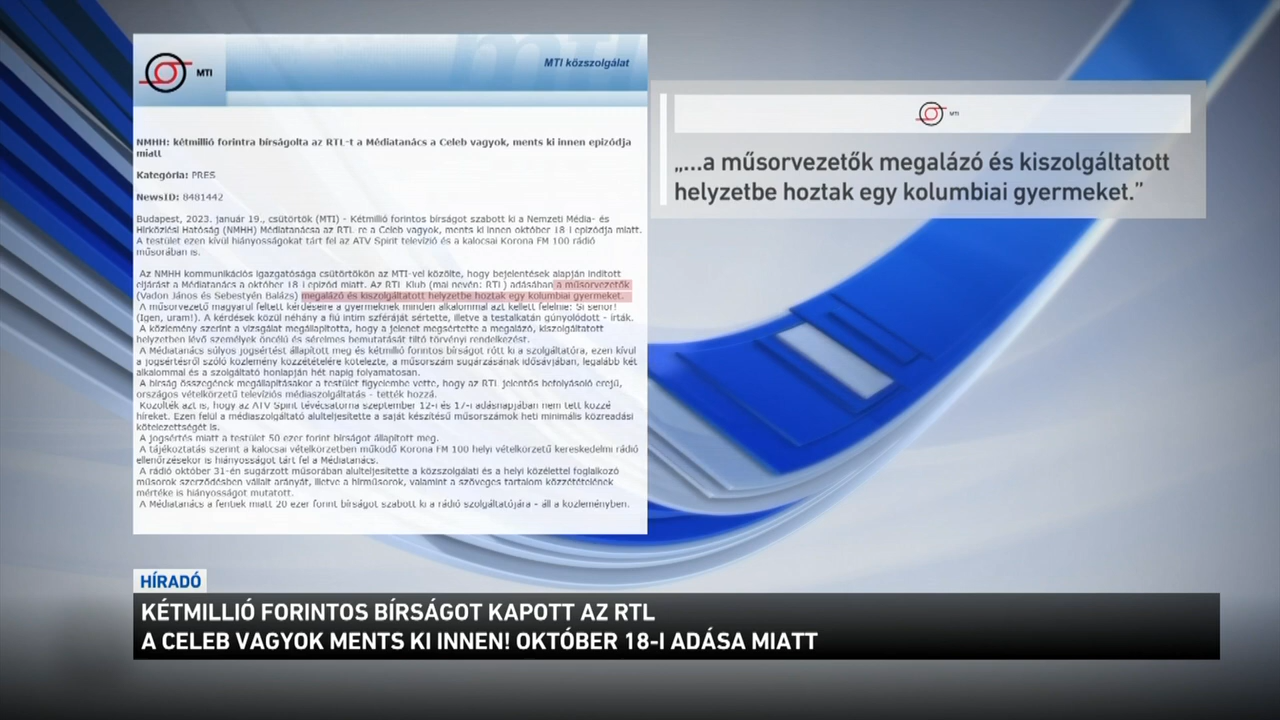 MTI
MTI közszolgálat
NMHH: kétmillió forintra bírságolta az RTL-t a Médiatanács a Celeb vagyok, ments ki innen epizódja
miatt
Kategória: PRES
NewsID: 8481442
Budapest, 2023. január 19., csütörtök (MTI) - Kétmillió forintos bírságot szabott ki a Nemzeti Média- és
Hírközlési Hatóság (NMHH) Médiatanácsa az RTL-re a Celeb vagyok, ments ki innen október 18-i epizódja miatt.
A testület ezen kívül hiányosságokat tárt fel az ATV Spirit televízió és a kalocsai Korona FM 100 rádió
műsorában is.
Az NMHH kommunikációs igazgatósága csütörtökön az MTI-vel közölte, hogy bejelentések alapján indított
eljárást a Médiatanács a október 18-i epizód miatt. Az RTL Klub (mai nevén: RTL) adásában a műsorvezetők
(Vadon János és Sebestyén Balázs) megalázó és kiszolgáltatott helyzetbe hoztak egy kolumbiai gyermeket.
A műsorvezető magyarul feltett kérdéseire a gyermeknek minden alkalommal azt kellett felelnie: Sí senor!
(Igen, uram!). A kérdések közül néhány a fiú intim szféráját sértette, illetve a testalkatán gúnyolódott - írták.
A közlemény szerint a vizsgálat megállapította, hogy a jelenet megsértette a megalázó, kiszolgáltatott
helyzetben lévő személyek öncélú és sérelmes bemutatását tiltó törvényi rendelkezést.
A Médiatanács súlyos jogsértést állapított meg és kétmillió forintos bírságot rótt ki a szolgáltatóra, ezen kívül
a jogsértésről szóló közlemény közzétételére kötelezte, a műsorszám sugárzásának idősávjában, legalább két
alkalommal és a szolgáltató honlapján hét napig folyamatosan.
A bírság összegének megállapításakor a testület figyelembe vette, hogy az RTL jelentős befolyásoló erejű,
országos vételkörzetű televíziós médiaszolgáltatás - tették hozzá.
Közölték azt is, hogy az ATV Spirit tévécsatorna szeptember 12-i és 17-i adásnapjában nem tett közzé
híreket. Ezen felül a médiaszolgáltató alulteljesítette a saját készítésű műsorszámok heti minimális közreadási
kötelezettségét is.
A jogsértés miatt a testület 50 ezer forint bírságot állapított meg.
A tájékoztatás szerint a kalocsai vételkörzetben működő Korona FM 100 helyi vételkörzetű kereskedelmi rádió
ellenőrzésekor is hiányosságot tárt fel a Médiatanács.
A rádió október 31-én sugárzott műsorában alulteljesítette a közszolgálati és a helyi közélettel foglalkozó
műsorok szerződésben vállalt arányát, illetve a hírműsorok, valamint a szöveges tartalom közzétételének
mértéke is hiányosságot mutatott.
A Médiatanács a fentiek miatt 20 ezer forint bírságot szabott ki a rádió szolgáltatójára - áll a közleményben.
MTI
„...a műsorvezetők megalázó és kiszolgáltatott
helyzetbe hoztak egy kolumbiai gyermeket.”
HÍRADÓ
KÉTMILLIÓ FORINTOS BÍRSÁGOT KAPOTT AZ RTL
A CELEB VAGYOK MENTS KI INNEN! OKTÓBER 18-I ADÁSA MIATT